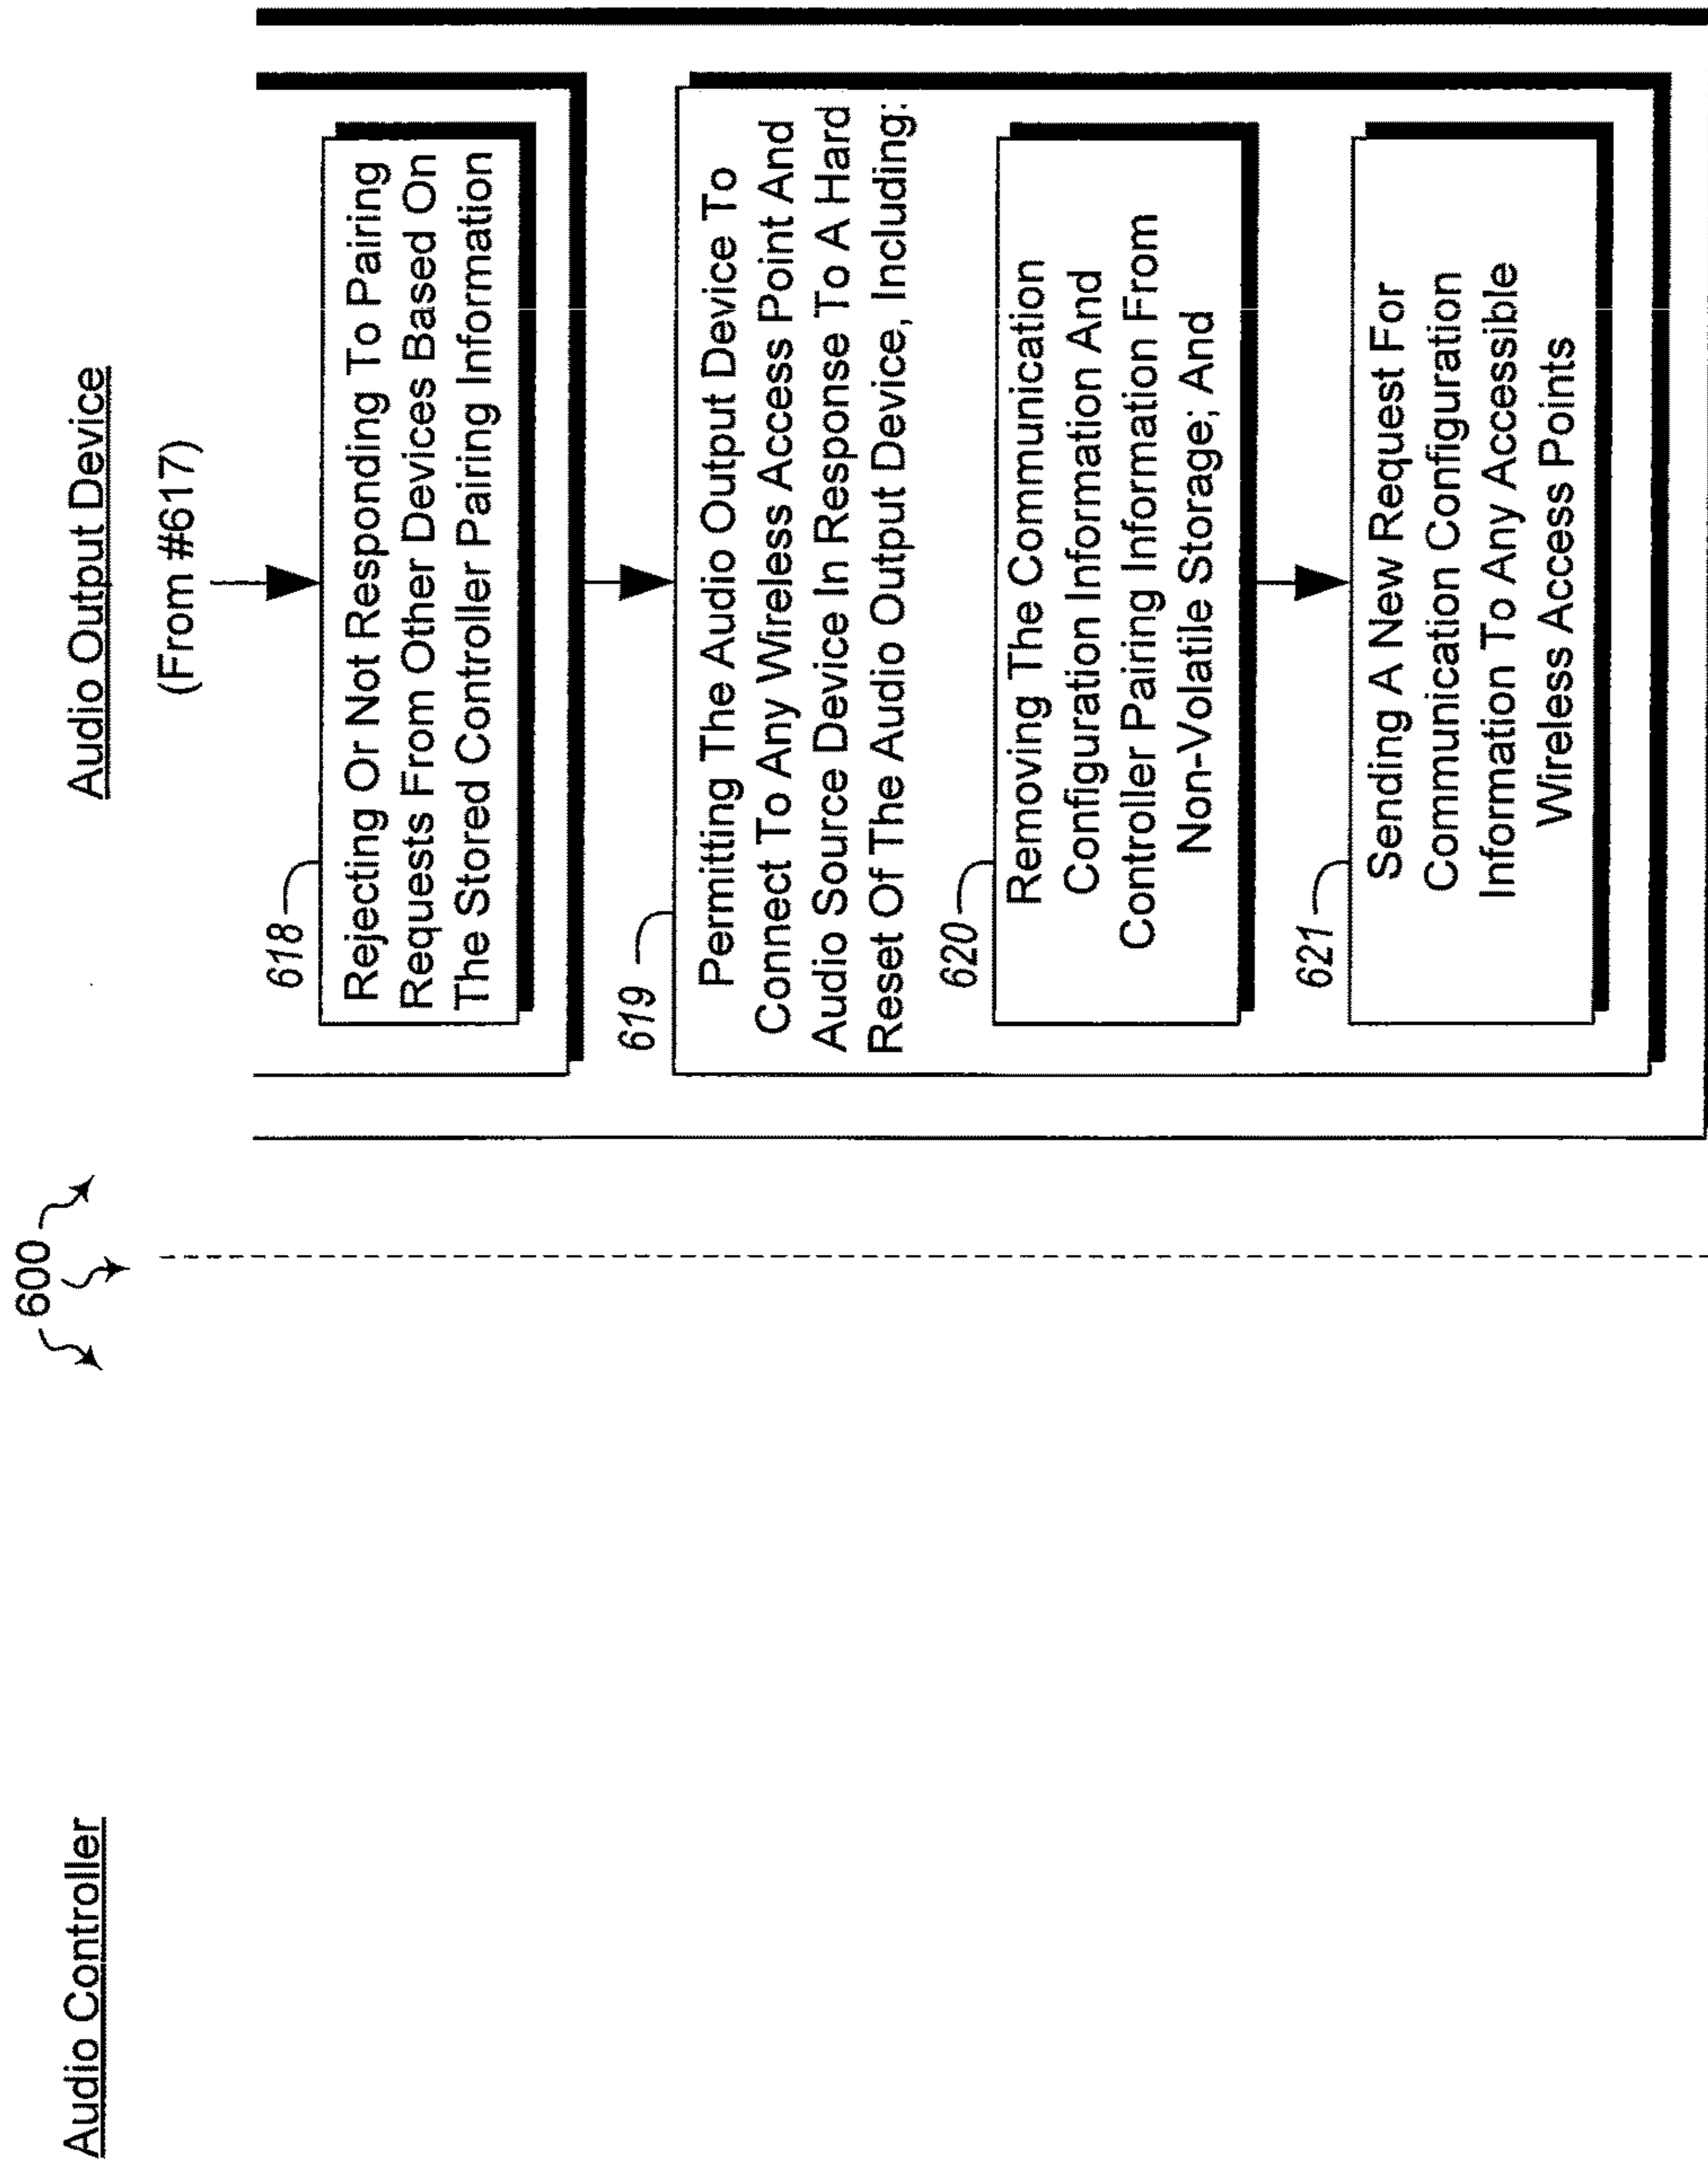 600
Audio Controller
Audio Output Device
(From #617)
618
Rejecting Or Not Responding To Pairing
Requests From Other Devices Based On
The Stored Controller Pairing Information
619
Permitting The Audio Output Device To
Connect To Any Wireless Access Point And
Audio Source Device In Response To A Hard
Reset Of The Audio Output Device, Including:
620
Removing The Communication
Configuration Information And
Controller Pairing Information From
Non-Volatile Storage; And
621
Sending A New Request For
Communication Configuration
Information To Any Accessible
Wireless Access Points